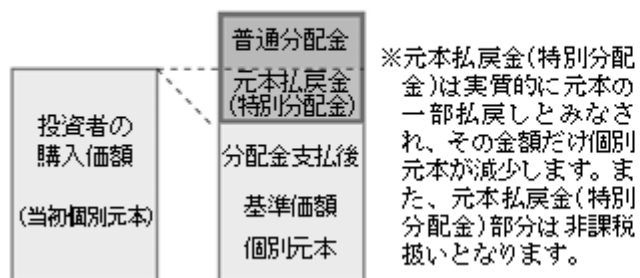 投資者の
購入価額
(当初個別元本)
普通分配金
元本払戻金
(特別分配金)
分配金支払後
基準価額
個別元本
※元本払戻金(特別分配
金)は実質的に元本の
一部払戻しとみなさ
れ、その金額だけ個別
元本が減少します。ま
た、元本払戻金(特別
分配金)部分は非課税
扱いとなります。